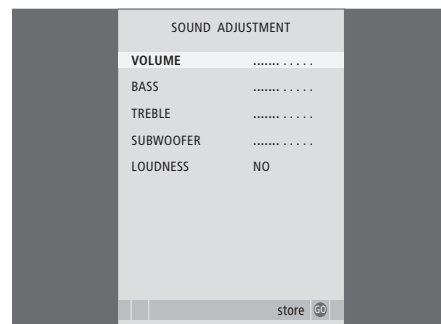 SOUND ADJUSTMENT
VOLUME ............
BASS ............
TREBLE ............
SUBWOOFER ............
LOUDNESS NO
store GO